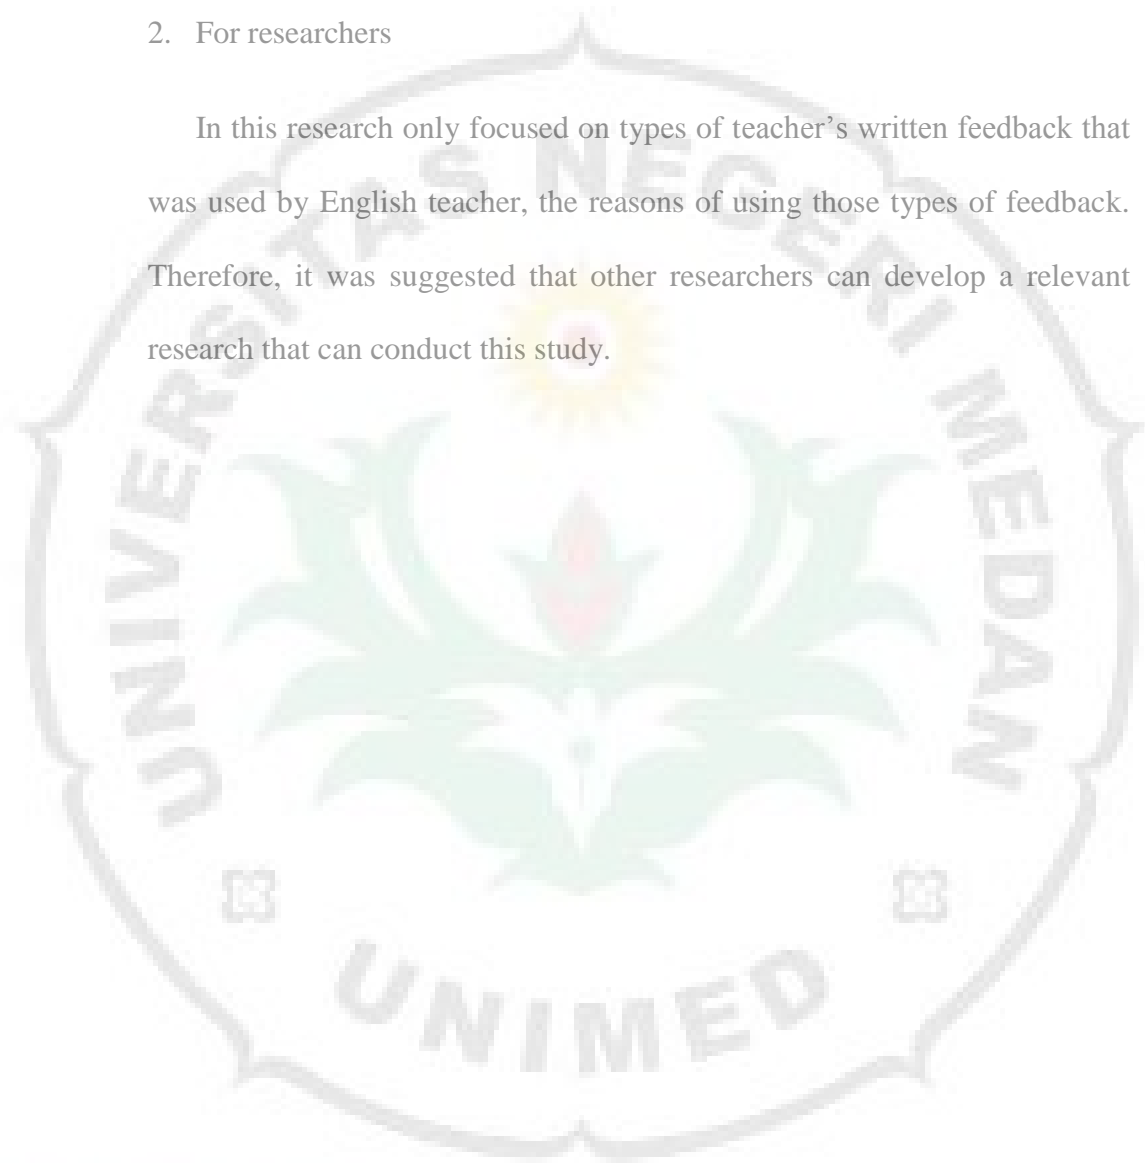 2. For researchers
In this research only focused on types of teacher’s written feedback that
was used by English teacher, the reasons of using those types of feedback.
Therefore, it was suggested that other researchers can develop a relevant
research that can conduct this study.
UNIVERSITAS NEGERI MEDAN
UNIMED